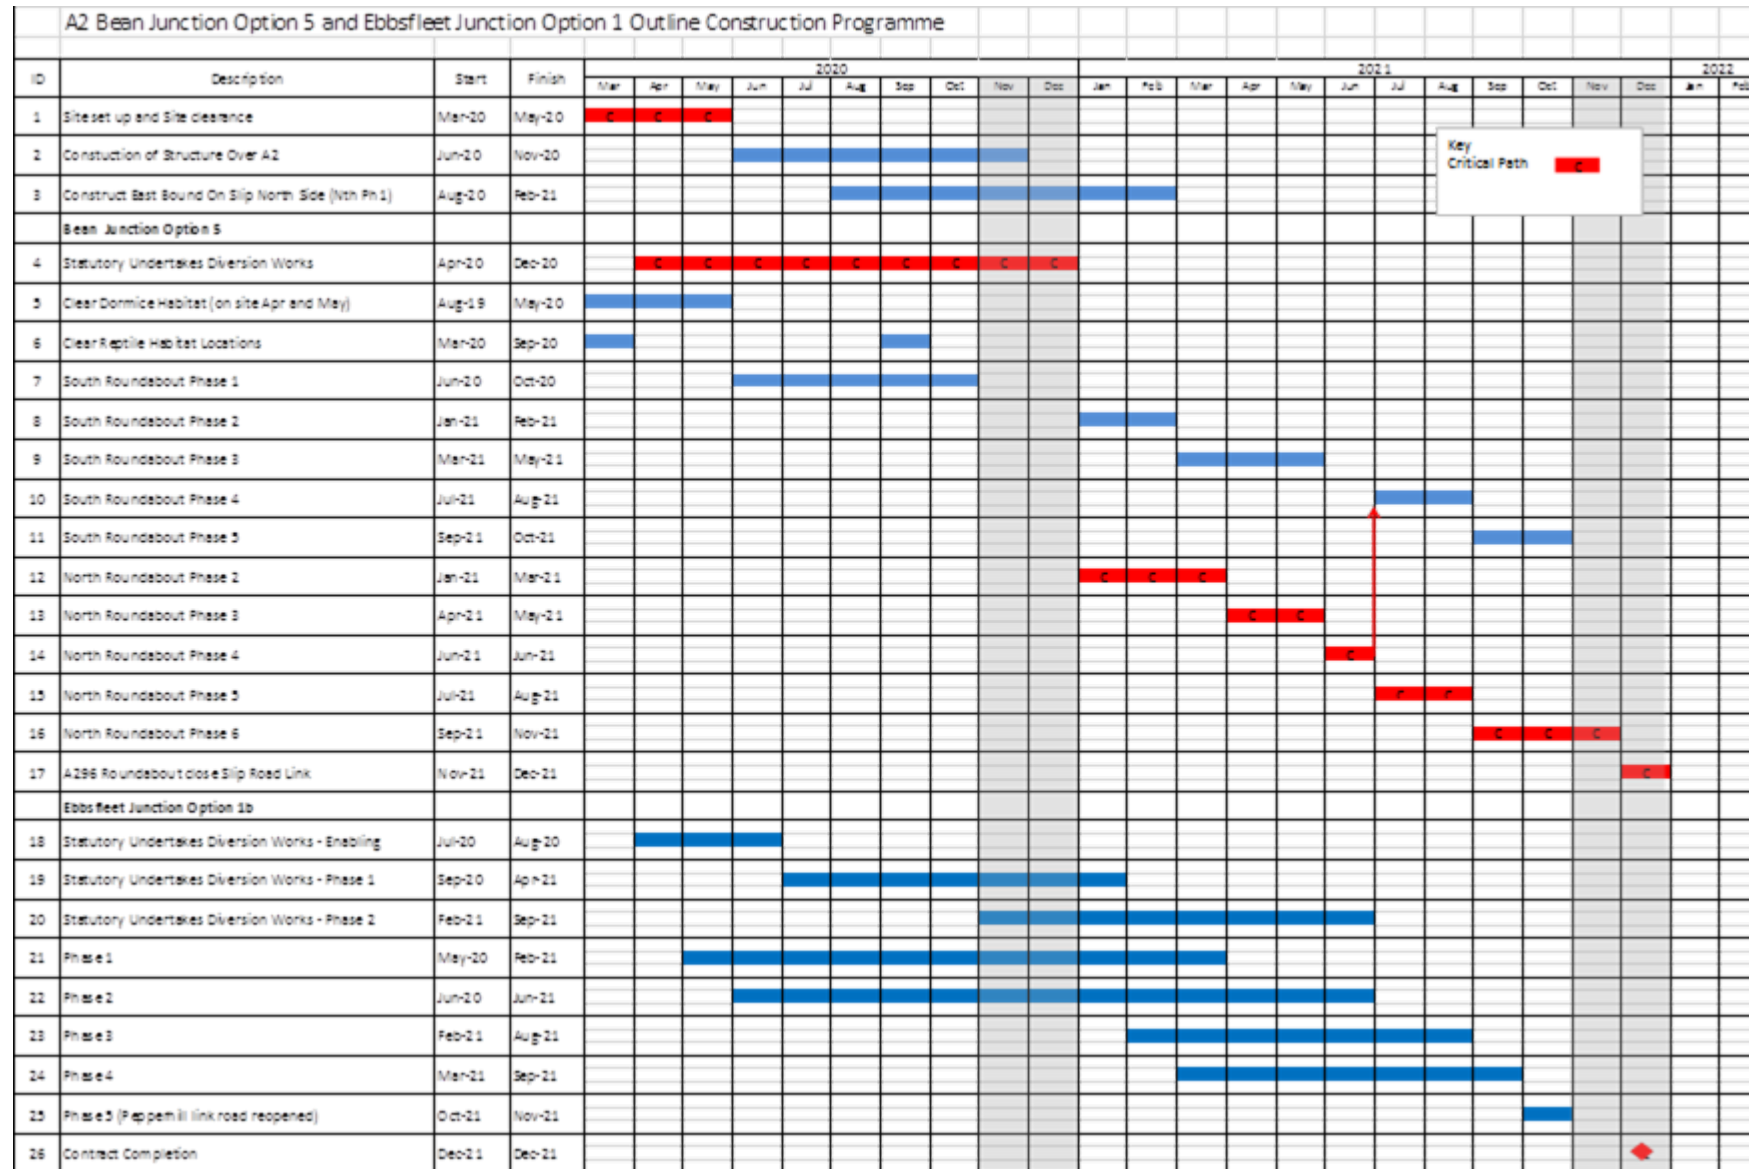 A2 Bean Junction Option 5 and Ebbsfleet Junction Option 1 Outline Construction Programme
ID Description Start Finish 2020 2021 2022
Mar Apr May Jun Jul Aug Sep Oct Nov Dec Jan Feb Mar Apr May Jun Jul Aug Sep Oct Nov Dec Jan Feb
1 Site set up and Site clearance Mar-20 May-20 C C C
Key
Critical Path C
2 Constuction of Structure Over A2 Jun-20 Nov-20
3 Construct East Bound On Slip North Side (Nth Ph 1) Aug-20 Feb-21
Bean Junction Option 5
4 Statutory Undertakes Diversion Works Apr-20 Dec-20 C C C C C C C C C
5 Clear Dormice Habitat (on site Apr and May) Aug-19 May-20
6 Clear Reptile Habitat Locations Mar-20 Sep-20
7 South Roundabout Phase 1 Jun-20 Oct-20
8 South Roundabout Phase 2 Jan-21 Feb-21
9 South Roundabout Phase 3 Mar-21 May-21
10 South Roundabout Phase 4 Jul-21 Aug-21
11 South Roundabout Phase 5 Sep-21 Oct-21
12 North Roundabout Phase 2 Jan-21 Mar-21 C C C
13 North Roundabout Phase 3 Apr-21 May-21 C C
14 North Roundabout Phase 4 Jun-21 Jun-21 C
15 North Roundabout Phase 5 Jul-21 Aug-21 C C
16 North Roundabout Phase 6 Sep-21 Nov-21 C C C
17 A296 Roundabout close Slip Road Link Nov-21 Dec-21 C
Ebbsfleet Junction Option 1b
18 Statutory Undertakes Diversion Works - Enabling Jul-20 Aug-20
19 Statutory Undertakes Diversion Works - Phase 1 Sep-20 Apr-21
20 Statutory Undertakes Diversion Works - Phase 2 Feb-21 Sep-21
21 Phase 1 May-20 Feb-21
22 Phase 2 Jun-20 Jun-21
23 Phase 3 Feb-21 Aug-21
24 Phase 4 Mar-21 Sep-21
25 Phase 5 (Pepperhill link road reopened) Oct-21 Nov-21
26 Contract Completion Dec-21 Dec-21